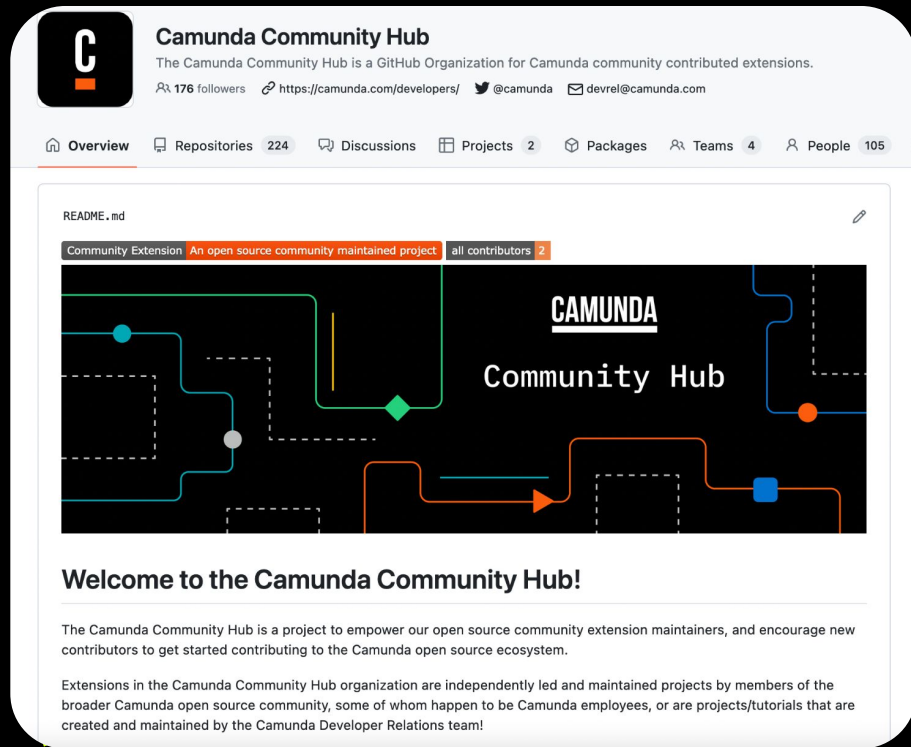 C
Camunda Community Hub
The Camunda Community Hub is a GitHub Organization for Camunda community contributed extensions.
176 followers https://camunda.com/developers/ @camunda devrel@camunda.com
Overview Repositories 224 Discussions Projects 2 Packages Teams 4 People 105
README.md
Community Extension An open source community maintained project all contributors 2
CAMUNDA
Community Hub
Welcome to the Camunda Community Hub!
The Camunda Community Hub is a project to empower our open source community extension maintainers, and encourage new
contributors to get started contributing to the Camunda open source ecosystem.
Extensions in the Camunda Community Hub organization are independently led and maintained projects by members of the
broader Camunda open source community, some of whom happen to be Camunda employees, or are projects/tutorials that are
created and maintained by the Camunda Developer Relations team!